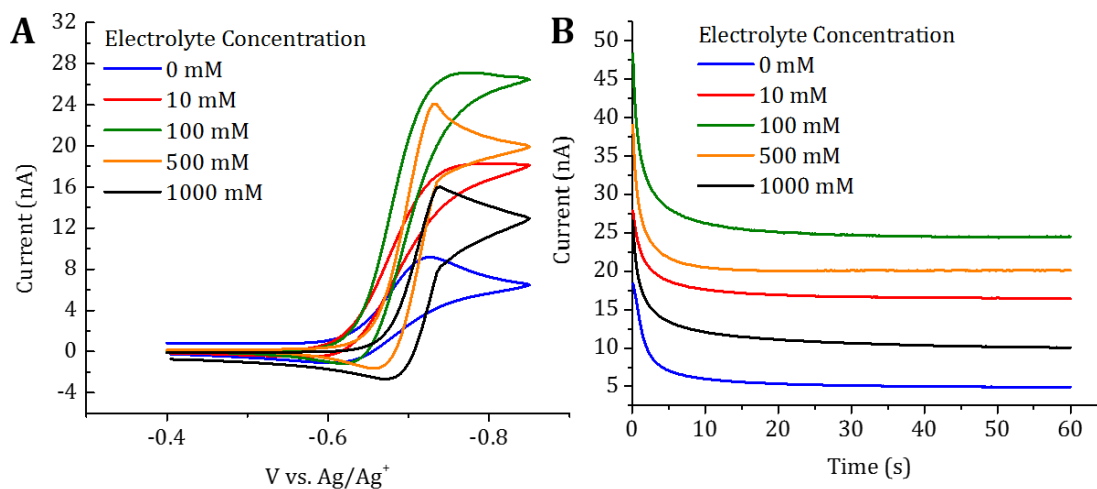 A
Electrolyte Concentration
0 mM
10 mM
100 mM
500 mM
1000 mM
Current (nA)
32
28
24
20
16
12
8
4
0
-4
-0.4
-0.6
-0.8
V vs. Ag/Ag⁺
B
Electrolyte Concentration
0 mM
10 mM
100 mM
500 mM
1000 mM
Current (nA)
50
45
40
35
30
25
20
15
10
5
0
10
20
30
40
50
60
Time (s)